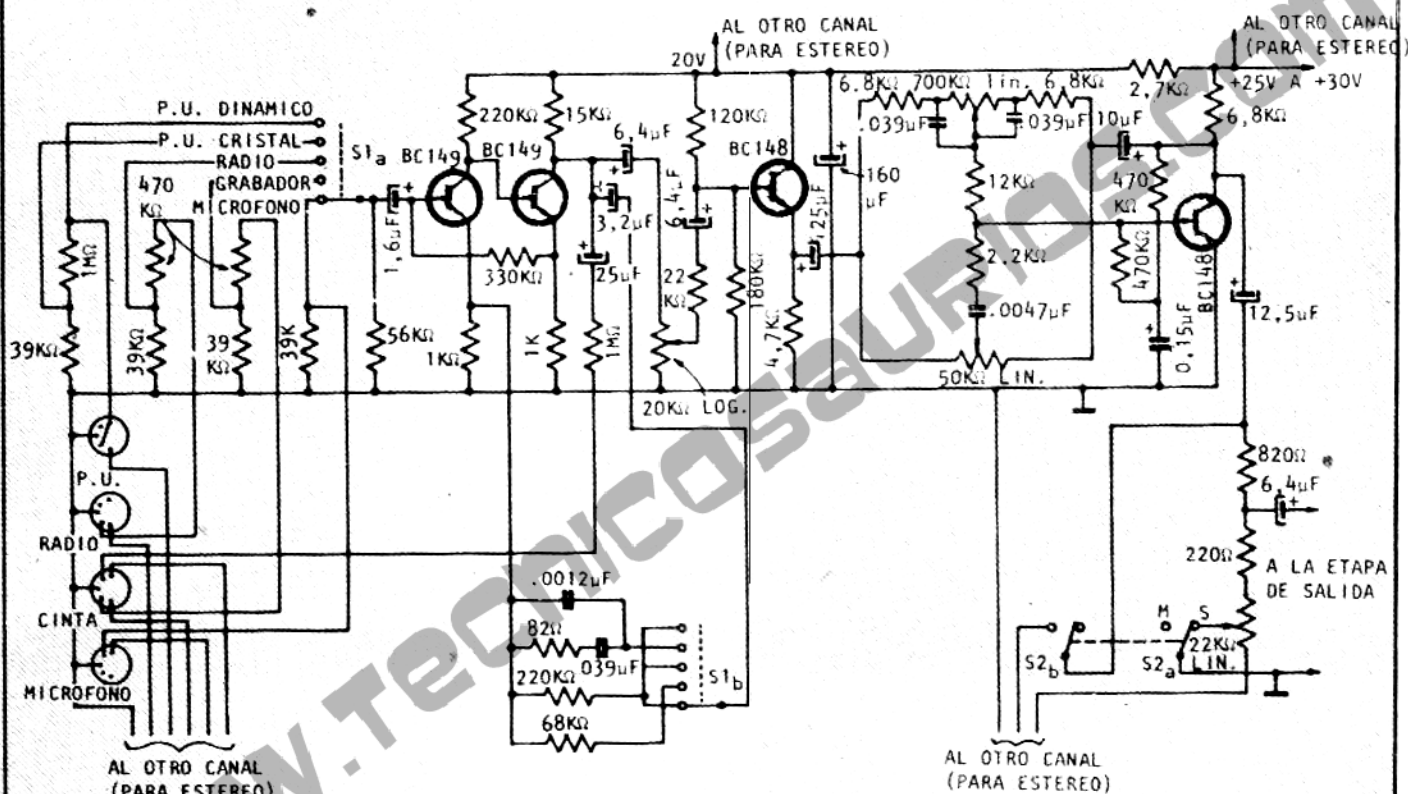 AL OTRO CANAL
(PARA ESTEREO)
AL OTRO CANAL
(PARA ESTEREO)
20V
+25V A +30V
P.U. DINAMICO
P.U. CRISTAL
RADIO
GRABADOR
MICROFONO
S1a
470
KΩ
1MΩ
39KΩ
39KΩ
39
KΩ
39K
1,6µF
56KΩ
220KΩ
15KΩ
BC149
BC149
330KΩ
1KΩ
1K
6,4µF
3,2µF
25µF
1MΩ
20KΩ LOG.
120KΩ
6,4µF
22
KΩ
180KΩ
BC148
4,7KΩ
,25µF
160
µF
6.8KΩ 700KΩ lin. 6,8KΩ
.039µF
.039µF
12KΩ
2,2KΩ
.0047µF
50KΩ LIN.
2,7KΩ
10µF
6,8KΩ
470
KΩ
470KΩ
0,15µF
BC148
12,5µF
820Ω
6,4µF
220Ω
A LA ETAPA
DE SALIDA
22KΩ
LIN.
M
S
S2b
S2a
P.U.
RADIO
CINTA
MICROFONO
.0012µF
82Ω
039µF
220KΩ
68KΩ
S1b
AL OTRO CANAL
(PARA ESTEREO)
AL OTRO CANAL
(PARA ESTEREO)
W.TECNICOSAURIOS.COM